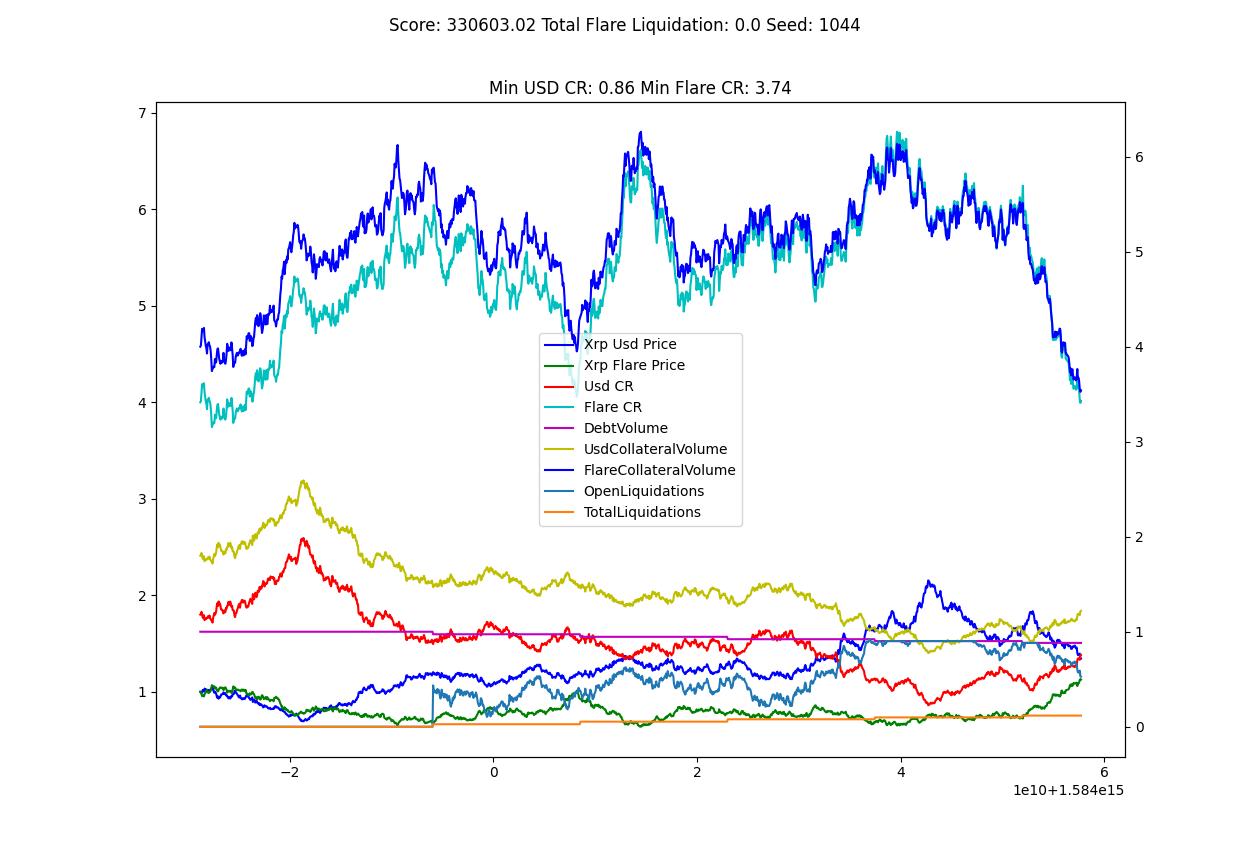 Score: 330603.02 Total Flare Liquidation: 0.0 Seed: 1044
Min USD CR: 0.86 Min Flare CR: 3.74
7
6
5
4
3
2
1
6
5
4
3
2
1
0
Xrp Usd Price
Xrp Flare Price
Usd CR
Flare CR
DebtVolume
UsdCollateralVolume
FlareCollateralVolume
OpenLiquidations
TotalLiquidations
−2 0 2 4 6
1e10+1.584e15